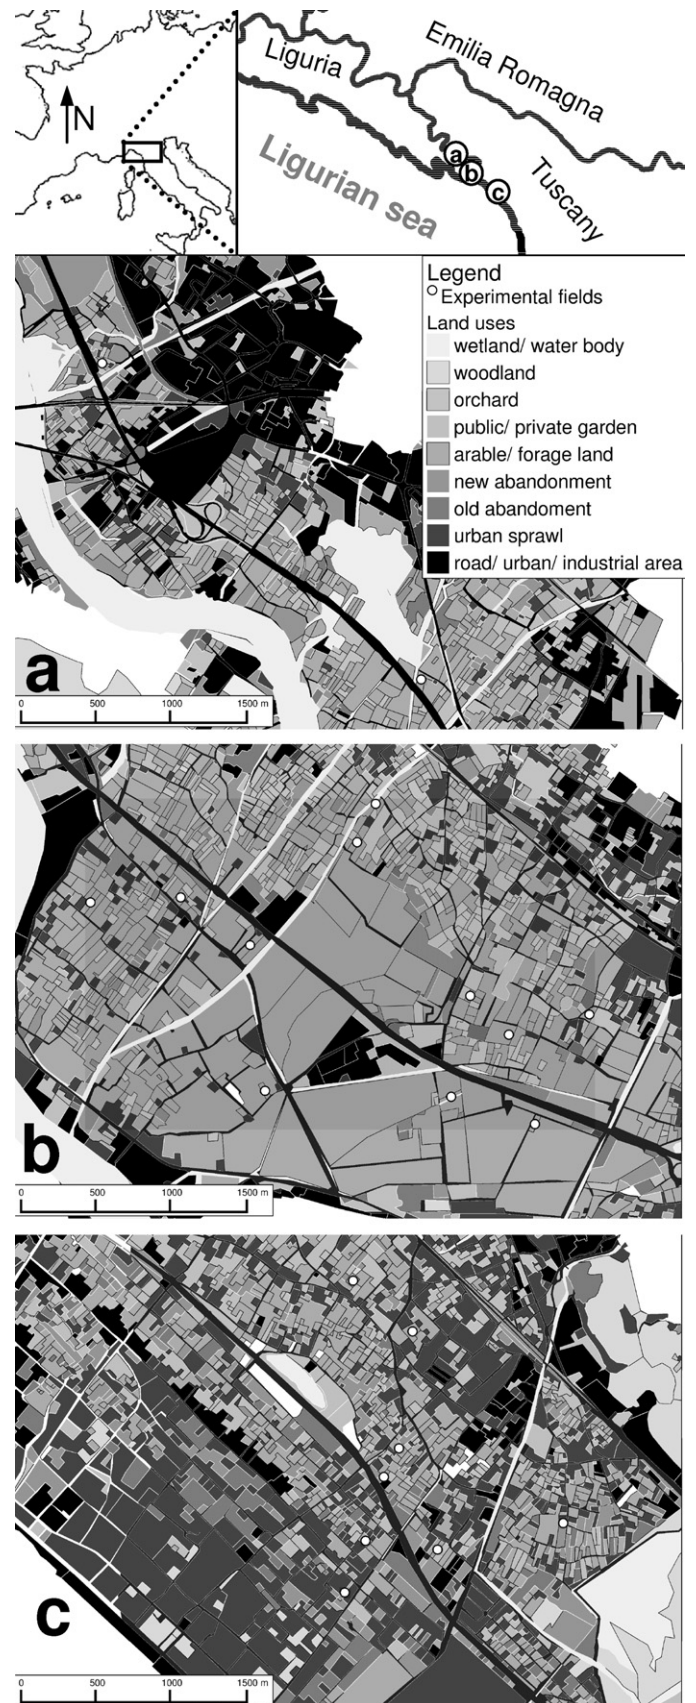 N
Liguria
Emilia Romagna
Ligurian sea
Tuscany
a
b
c
Legend
Experimental fields
Land uses
wetland/ water body
woodland
orchard
public/ private garden
arable/ forage land
new abandonment
old abandoment
urban sprawl
road/ urban/ industrial area
a
0 500 1000 1500 m
b
0 500 1000 1500 m
c
0 500 1000 1500 m